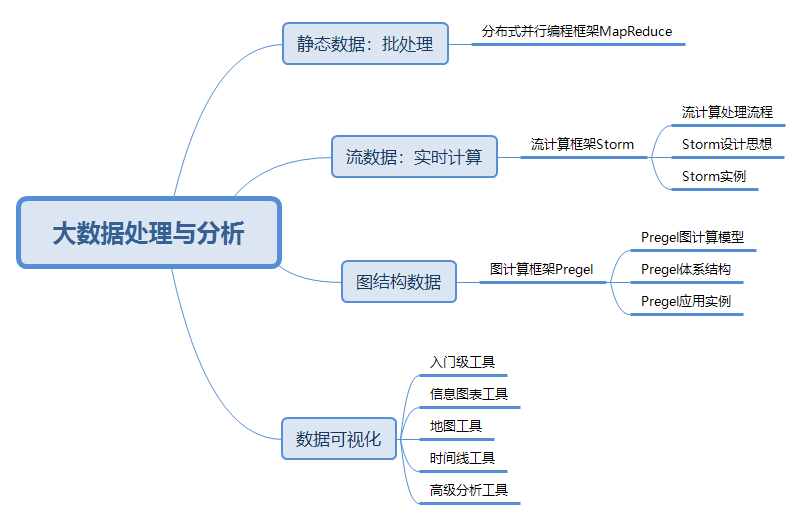 大数据处理与分析
静态数据：批处理
分布式并行编程框架MapReduce
流数据：实时计算
流计算框架Storm
流计算处理流程
Storm设计思想
Storm实例
图结构数据
图计算框架Pregel
Pregel图计算模型
Pregel体系结构
Pregel应用实例
数据可视化
入门级工具
信息图表工具
地图工具
时间线工具
高级分析工具